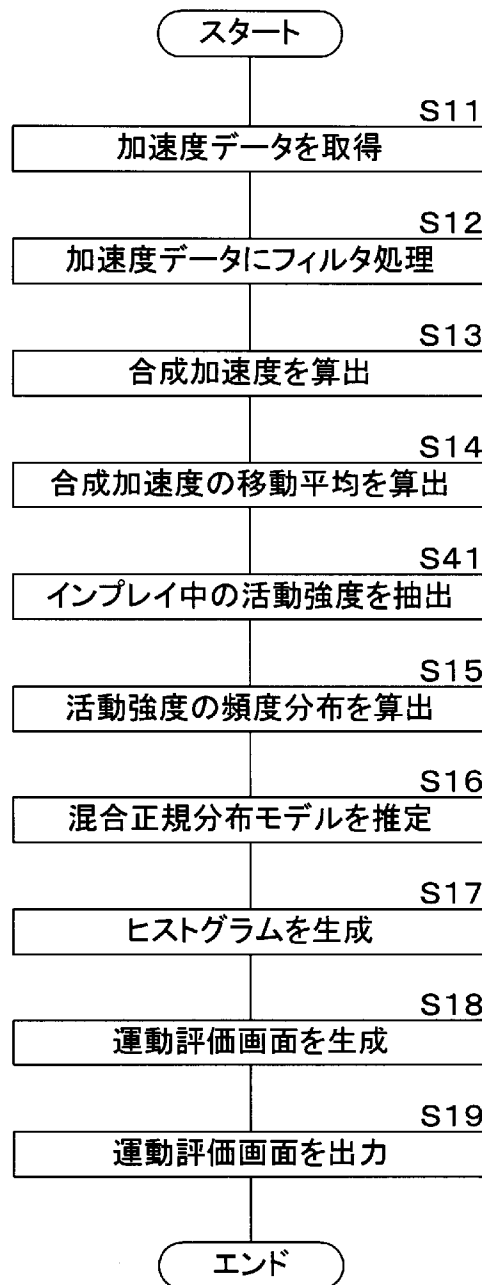 スタート
S11
加速度データを取得
S12
加速度データにフィルタ処理
S13
合成加速度を算出
S14
合成加速度の移動平均を算出
S41
インプレイ中の活動強度を抽出
S15
活動強度の頻度分布を算出
S16
混合正規分布モデルを推定
S17
ヒストグラムを生成
S18
運動評価画面を生成
S19
運動評価画面を出力
エンド